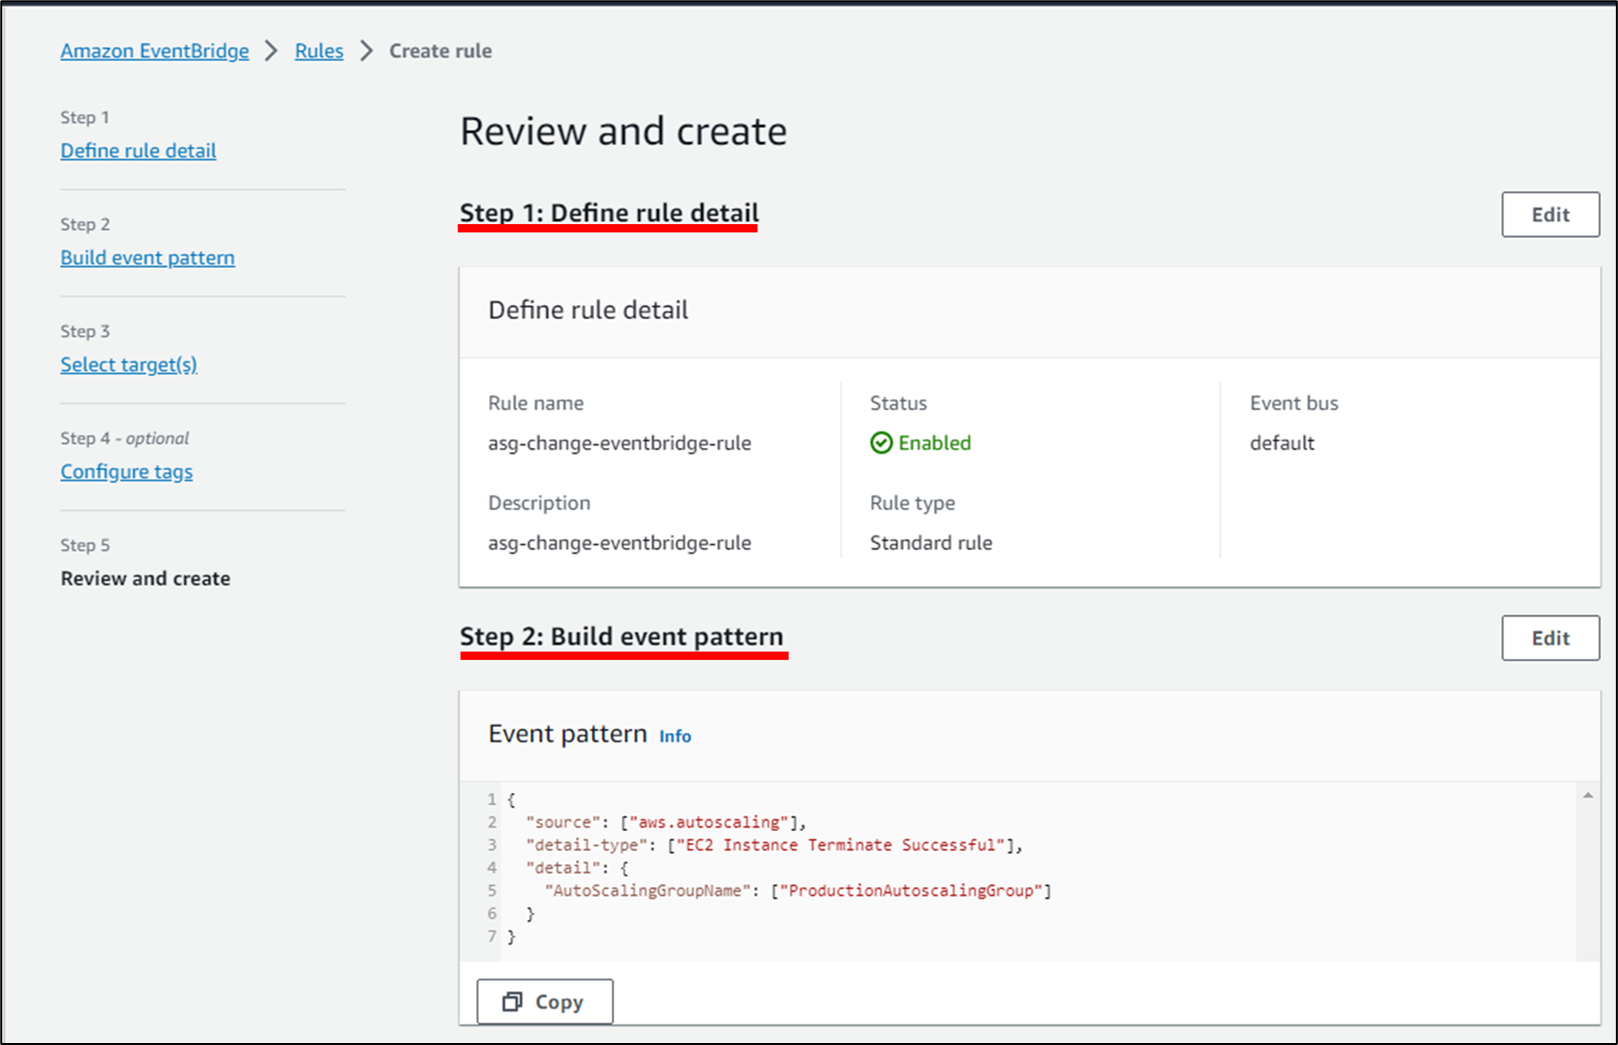 Amazon EventBridge > Rules > Create rule
Step 1
Define rule detail
Step 2
Build event pattern
Step 3
Select target(s)
Step 4 - optional
Configure tags
Step 5
Review and create
Review and create
Step 1: Define rule detail
Edit
Define rule detail
Rule name
asg-change-eventbridge-rule
Description
asg-change-eventbridge-rule
Status
Enabled
Rule type
Standard rule
Event bus
default
Step 2: Build event pattern
Edit
Event pattern Info
1 {
2   "source": ["aws.autoscaling"],
3   "detail-type": ["EC2 Instance Terminate Successful"],
4   "detail": {
5     "AutoScalingGroupName": ["ProductionAutoscalingGroup"]
6   }
7 }
Copy